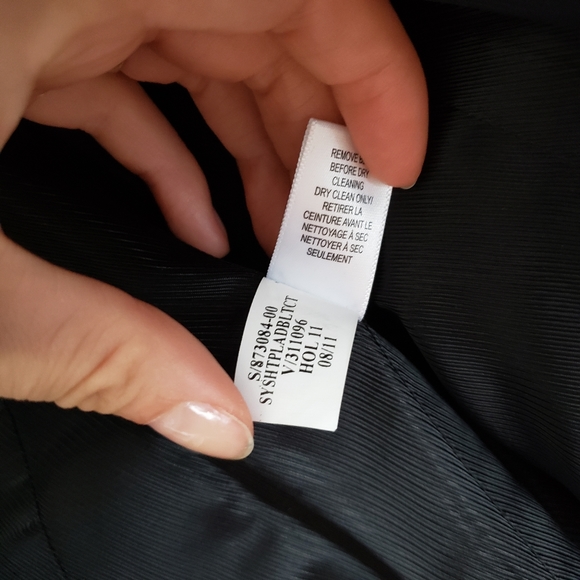 REMOVE
BEFORE DRY
CLEANING
DRY CLEAN ONLY!
RETIRER LA
CEINTURE AVANT LE
NETTOYAGE À SEC
NETTOYER À SEC
SEULEMENT
S/873084-00
SYSHTPLADBLTCT
V/311096
HOL 11
08/11